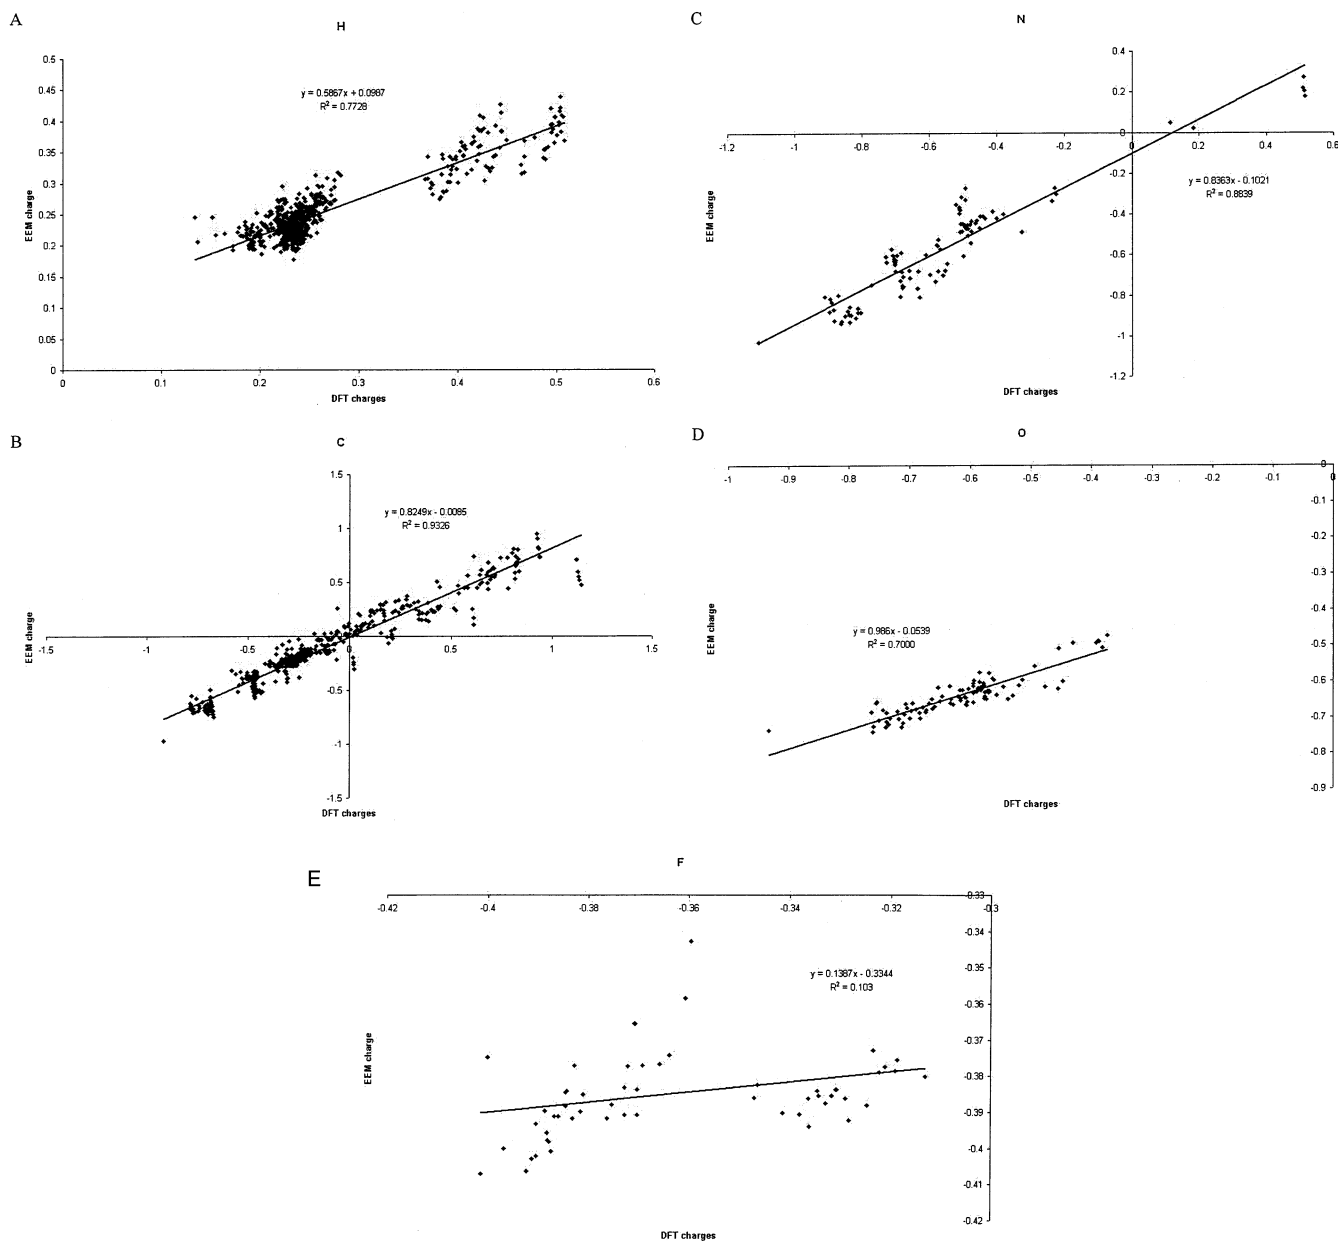 A
H
0.5
0.45
0.4
0.35
0.3
0.25
0.2
0.15
0.1
0.05
0
EEM charge
y = 0.5867x + 0.0987
R² = 0.7728
0 0.1 0.2 0.3 0.4 0.5 0.6
DFT charges
C
N
0.4
0.2
0
-0.2
-0.4
-0.6
-0.8
-1
-1.2
-1.2 -1 -0.8 -0.6 -0.4 -0.2 0 0.2 0.4 0.6
EEM charge
y = 0.8363x - 0.1021
R² = 0.8839
DFT charges
B
C
1.5
1
0.5
-0.5
-1
-1.5
-1.5 -1 -0.5 0 0.5 1 1.5
EEM charge
y = 0.8249x - 0.0085
R² = 0.9326
DFT charges
D
O
-1 -0.9 -0.8 -0.7 -0.6 -0.5 -0.4 -0.3 -0.2 -0.1 0
0
-0.1
-0.2
-0.3
-0.4
-0.5
-0.6
-0.7
-0.8
-0.9
EEM charge
y = 0.986x - 0.0539
R² = 0.7000
DFT charges
E
F
-0.42 -0.4 -0.38 -0.36 -0.34 -0.32 -0.3
-0.33
-0.34
-0.35
-0.36
-0.37
-0.38
-0.39
-0.4
-0.41
-0.42
EEM charge
y = 0.1387x - 0.3344
R² = 0.103
DFT charges